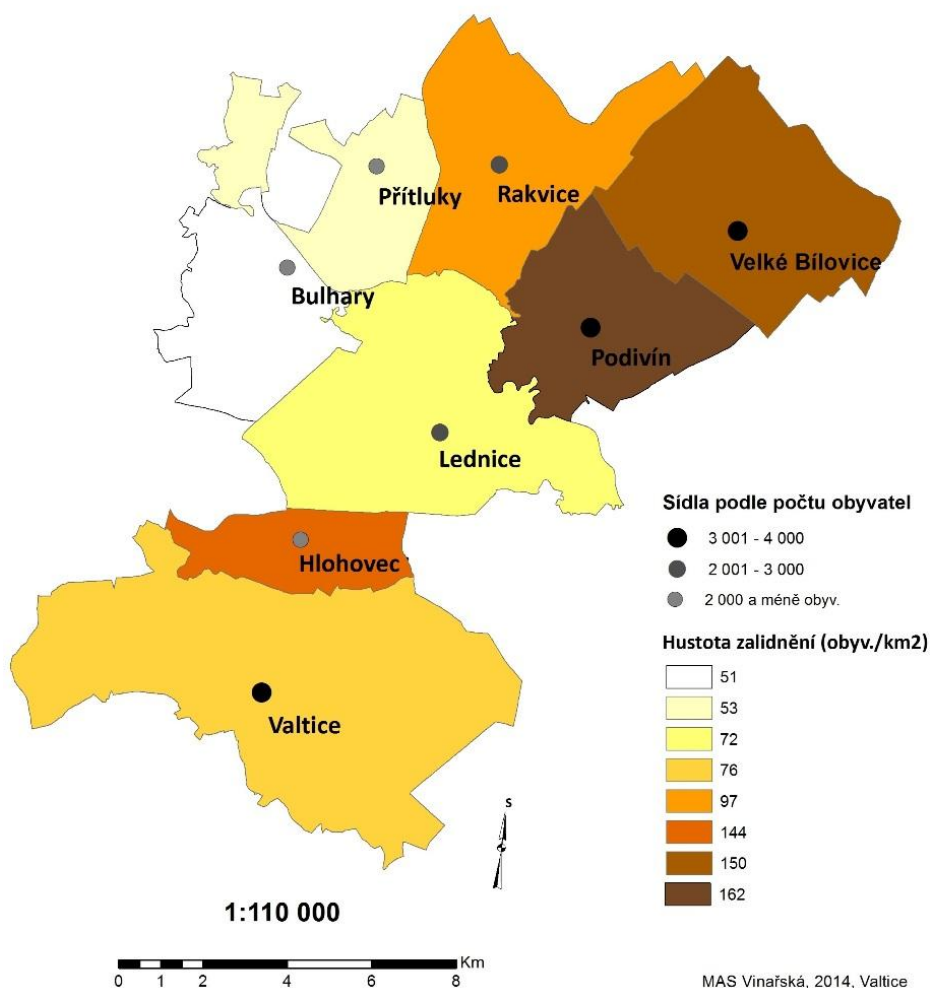 Přítluky
Rakvice
Velké Bílovice
Bulhary
Podivín
Lednice
Hlohovec
Valtice
Sídla podle počtu obyvatel
3 001 - 4 000
2 001 - 3 000
2 000 a méně obyv.
Hustota zalidnění (obyv./km2)
51
53
72
76
97
144
150
162
S
1:110 000
Km
0 1 2 4 6 8
MAS Vinařská, 2014, Valtice